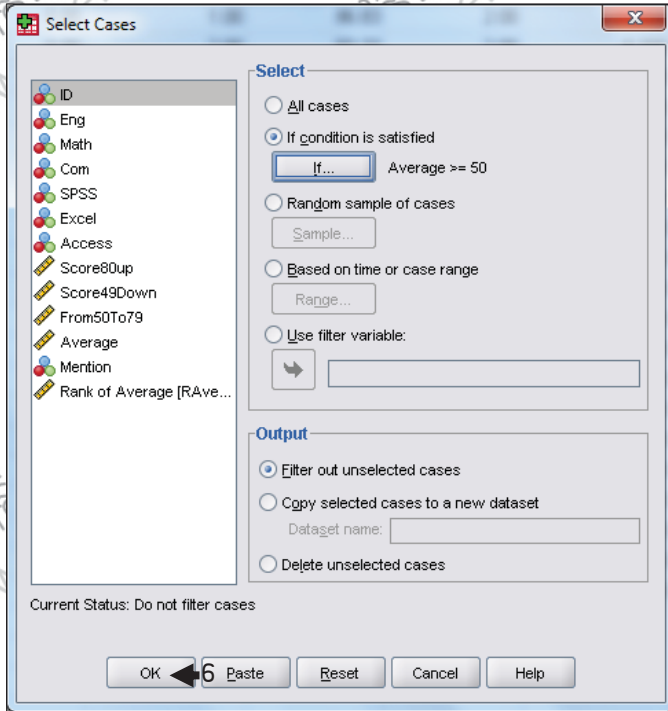 Select Cases
ID
Eng
Math
Com
SPSS
Excel
Access
Score80up
Score49Down
From50To79
Average
Mention
Rank of Average [RAve...
Select
All cases
If condition is satisfied
If... Average >= 50
Random sample of cases
Sample...
Based on time or case range
Range...
Use filter variable:
Output
Filter out unselected cases
Copy selected cases to a new dataset
Dataset name:
Delete unselected cases
Current Status: Do not filter cases
OK 6 Paste Reset Cancel Help